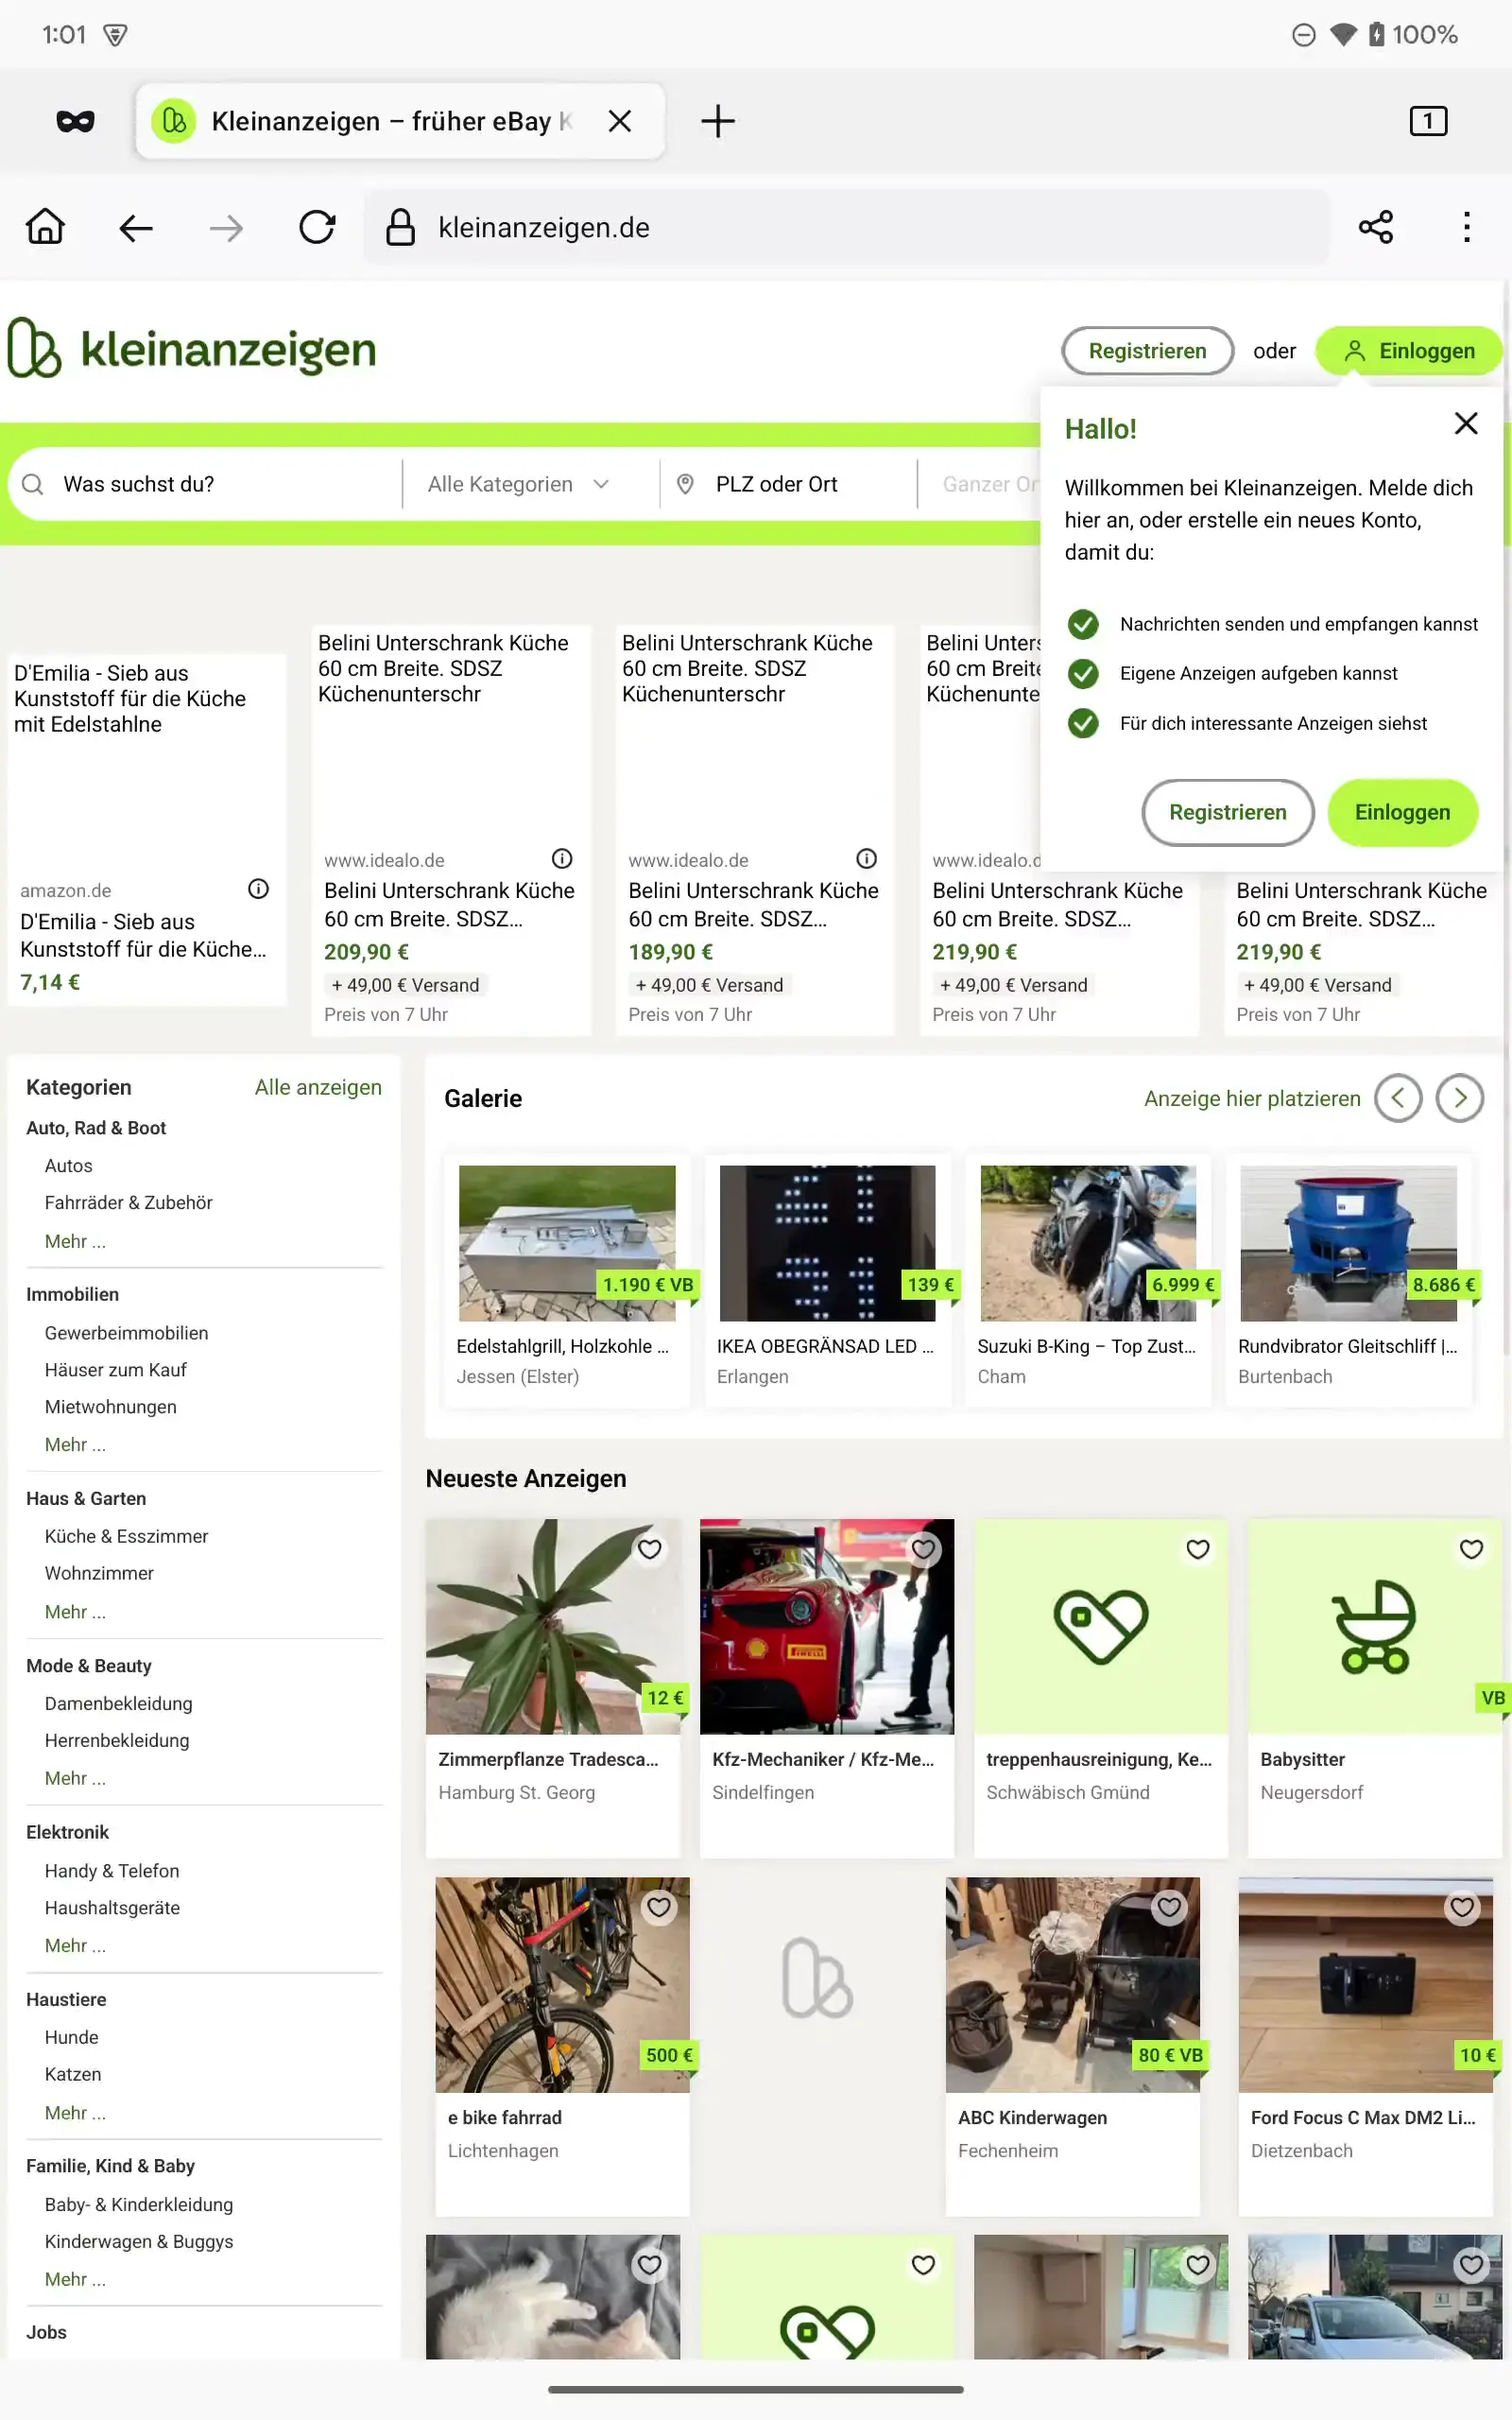 1:01
100%
Kleinanzeigen – früher eBay K
1
kleinanzeigen.de
kleinanzeigen
Registrieren
oder
Einloggen
Hallo!
Willkommen bei Kleinanzeigen. Melde dich
hier an, oder erstelle ein neues Konto,
damit du:
Nachrichten senden und empfangen kannst
Eigene Anzeigen aufgeben kannst
Für dich interessante Anzeigen siehst
Registrieren
Einloggen
Was suchst du?
Alle Kategorien
PLZ oder Ort
Ganzer Or
D'Emilia - Sieb aus
Kunststoff für die Küche
mit Edelstahlne
amazon.de
D'Emilia - Sieb aus
Kunststoff für die Küche...
7,14 €
Belini Unterschrank Küche
60 cm Breite. SDSZ
Küchenunterschr
www.idealo.de
Belini Unterschrank Küche
60 cm Breite. SDSZ...
209,90 €
+ 49,00 € Versand
Preis von 7 Uhr
Belini Unterschrank Küche
60 cm Breite. SDSZ
Küchenunterschr
www.idealo.de
Belini Unterschrank Küche
60 cm Breite. SDSZ...
189,90 €
+ 49,00 € Versand
Preis von 7 Uhr
Belini Unters
60 cm Breite
Küchenunte
www.idealo.d
Belini Unterschrank Küche
60 cm Breite. SDSZ...
219,90 €
+ 49,00 € Versand
Preis von 7 Uhr
Belini Unterschrank Küche
60 cm Breite. SDSZ...
219,90 €
+ 49,00 € Versand
Preis von 7 Uhr
Kategorien
Alle anzeigen
Auto, Rad & Boot
Autos
Fahrräder & Zubehör
Mehr ...
Immobilien
Gewerbeimmobilien
Häuser zum Kauf
Mietwohnungen
Mehr ...
Haus & Garten
Küche & Esszimmer
Wohnzimmer
Mehr ...
Mode & Beauty
Damenbekleidung
Herrenbekleidung
Mehr ...
Elektronik
Handy & Telefon
Haushaltsgeräte
Mehr ...
Haustiere
Hunde
Katzen
Mehr ...
Familie, Kind & Baby
Baby- & Kinderkleidung
Kinderwagen & Buggys
Mehr ...
Jobs
Galerie
Anzeige hier platzieren
1.190 € VB
Edelstahlgrill, Holzkohle ...
Jessen (Elster)
139 €
IKEA OBEGRÄNSAD LED ...
Erlangen
6.999 €
Suzuki B-King – Top Zust...
Cham
8.686 €
Rundvibrator Gleitschliff |...
Burtenbach
Neueste Anzeigen
12 €
Zimmerpflanze Tradesca...
Hamburg St. Georg
PIRELLI
Kfz-Mechaniker / Kfz-Me...
Sindelfingen
treppenhausreinigung, Ke...
Schwäbisch Gmünd
VB
Babysitter
Neugersdorf
500 €
e bike fahrrad
Lichtenhagen
80 € VB
ABC Kinderwagen
Fechenheim
10 €
Ford Focus C Max DM2 Li...
Dietzenbach